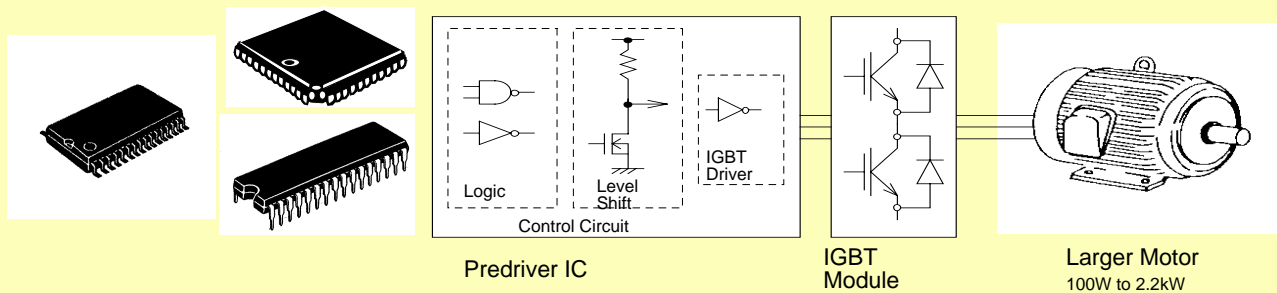 Logic
Level
Shift
IGBT
Driver
Control Circuit
Predriver IC
IGBT
Module
Larger Motor
100W to 2.2kW